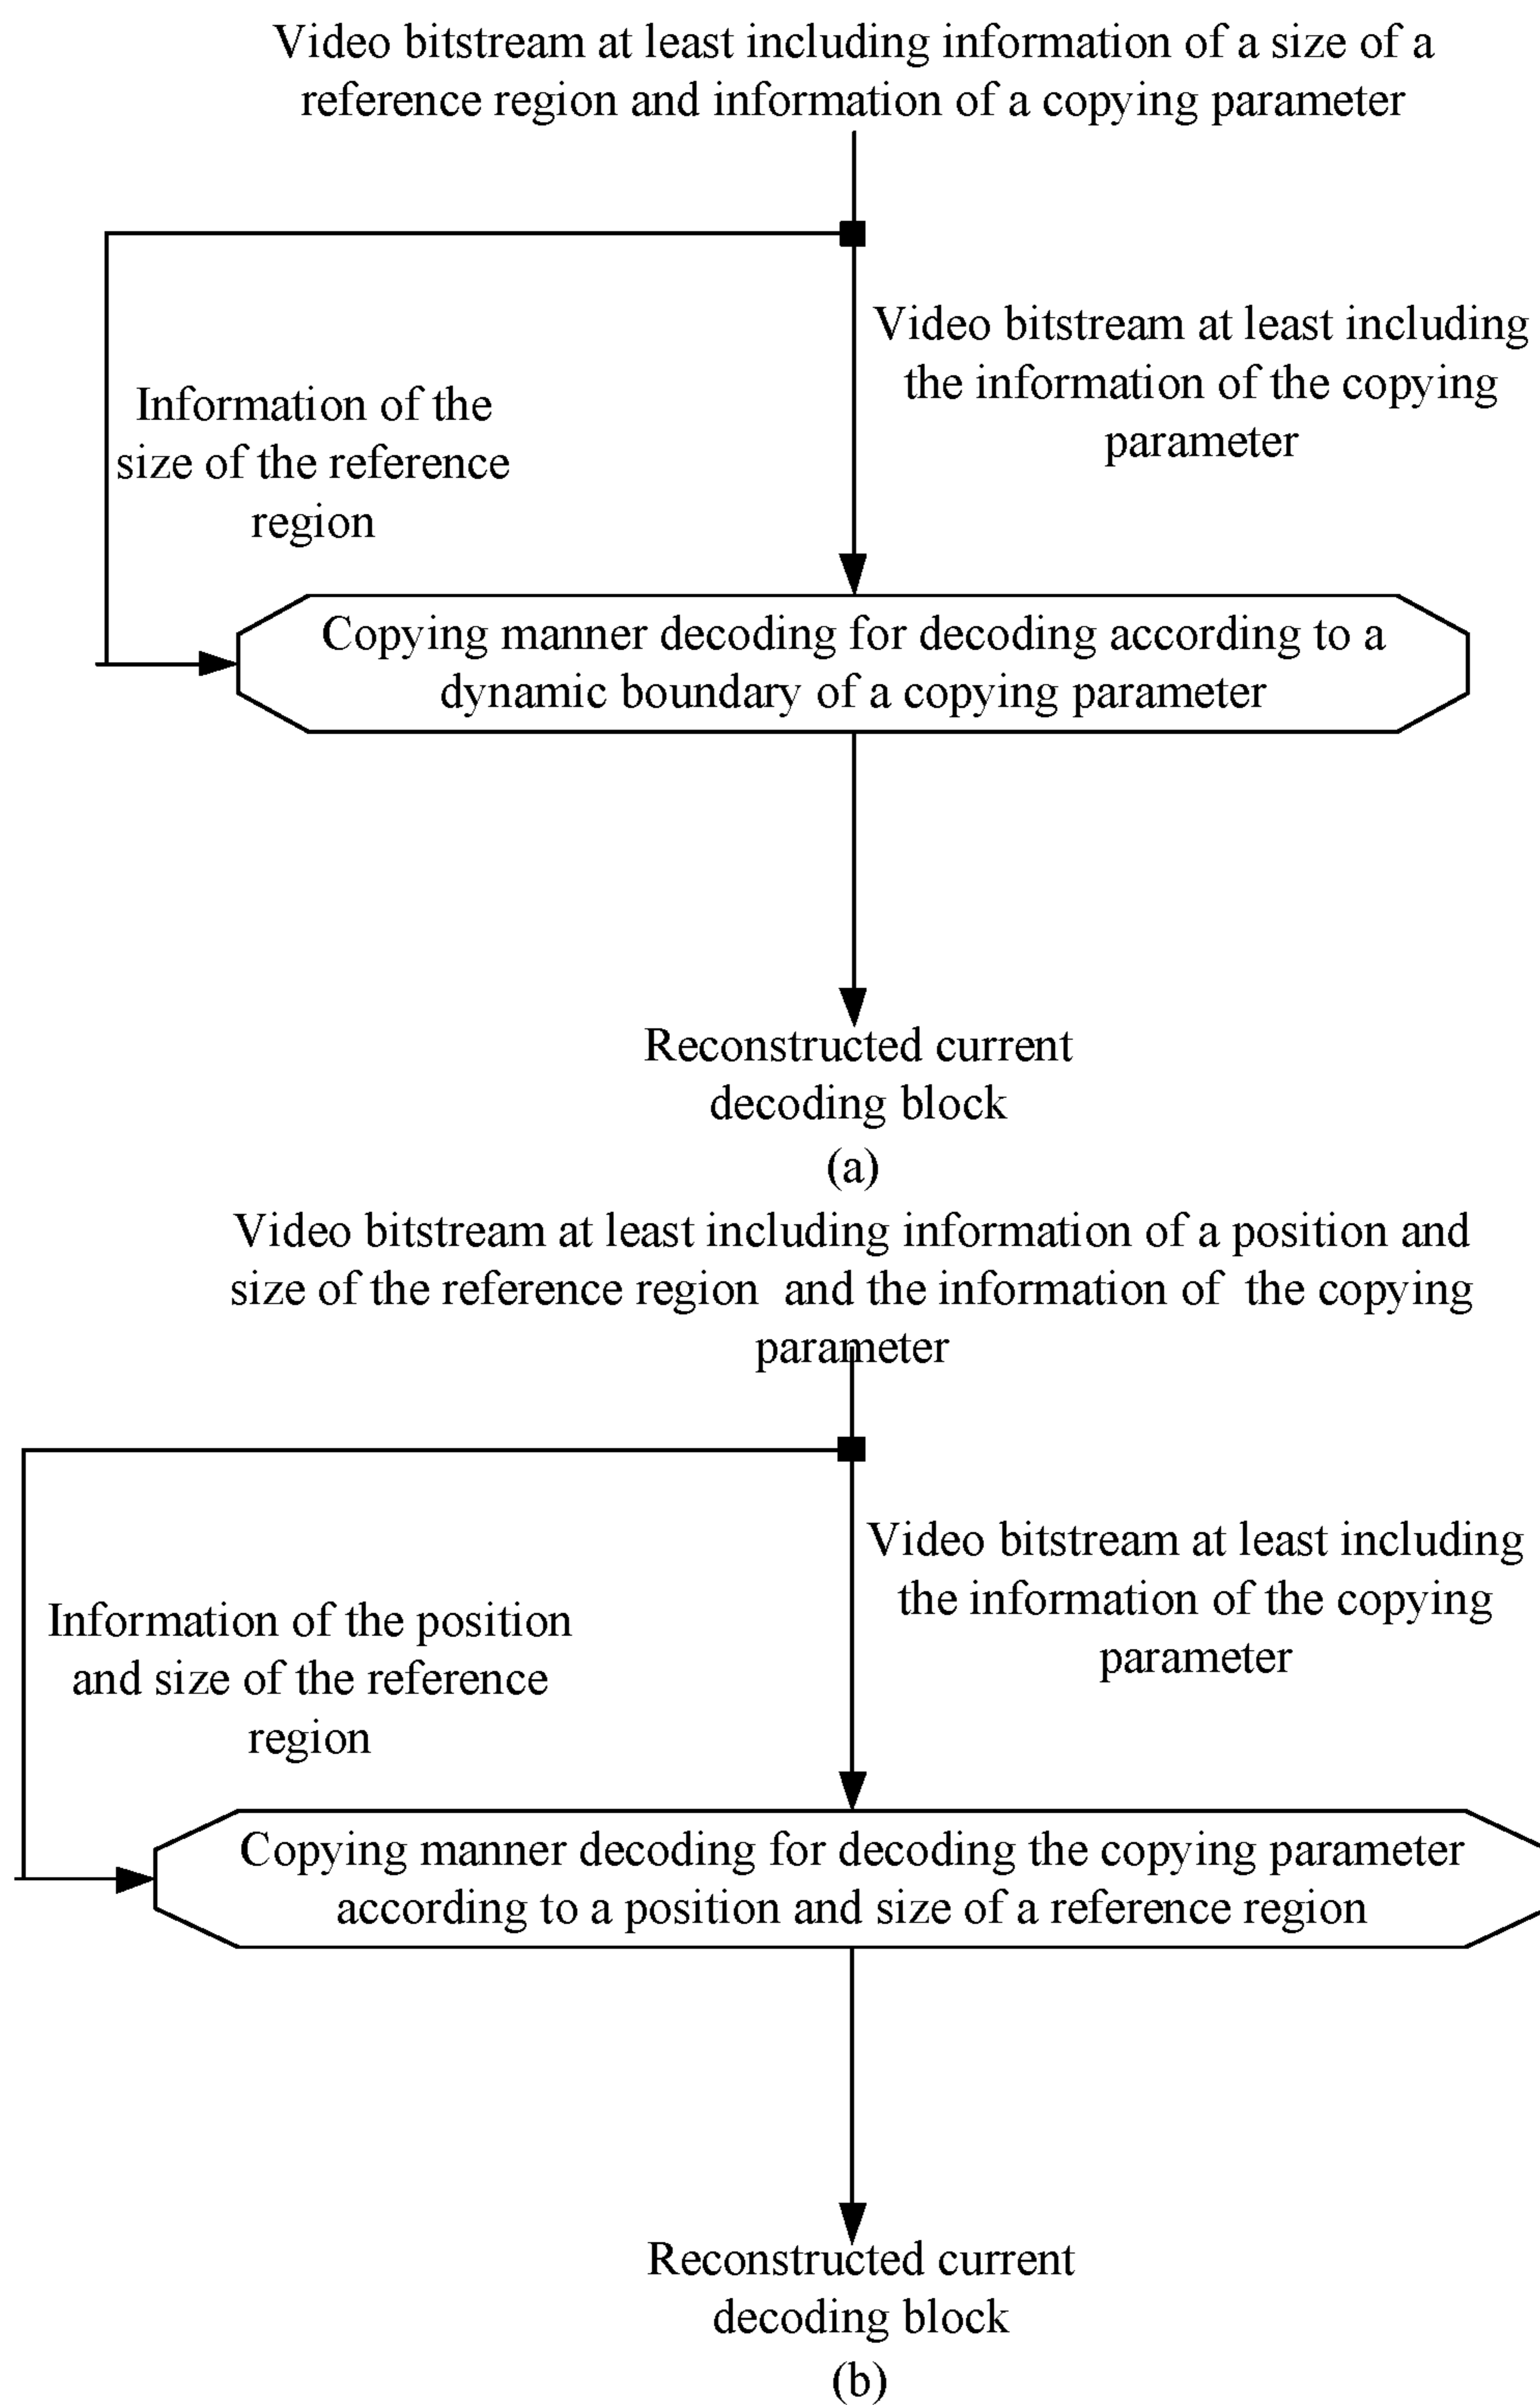 Video bitstream at least including information of a size of a
reference region and information of a copying parameter
Video bitstream at least including
the information of the copying
parameter
Information of the
size of the reference
region
Copying manner decoding for decoding according to a
dynamic boundary of a copying parameter
Reconstructed current
decoding block
(a)
Video bitstream at least including information of a position and
size of the reference region and the information of the copying
parameter
Video bitstream at least including
the information of the copying
parameter
Information of the position
and size of the reference
region
Copying manner decoding for decoding the copying parameter
according to a position and size of a reference region
Reconstructed current
decoding block
(b)